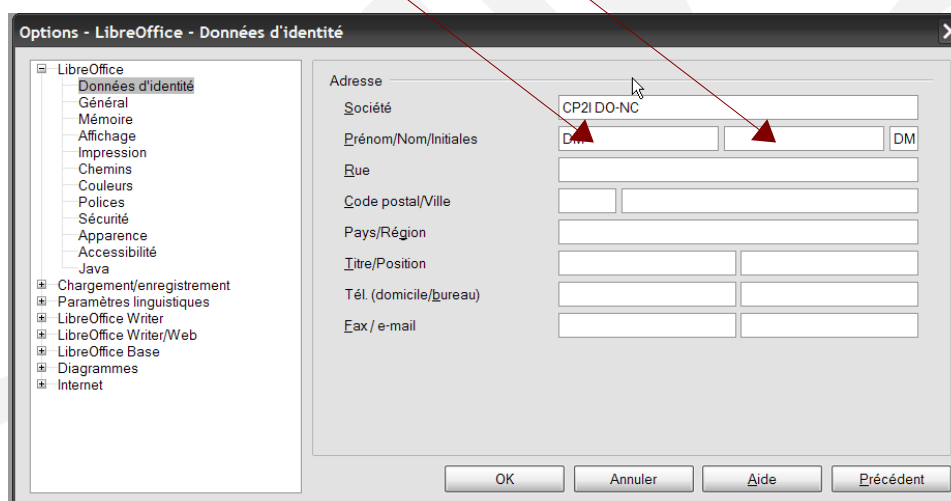 Options - LibreOffice - Données d'identité
LibreOffice
Données d'identité
Général
Mémoire
Affichage
Impression
Chemins
Couleurs
Polices
Sécurité
Apparence
Accessibilité
Java
Chargement/enregistrement
Paramètres linguistiques
LibreOffice Writer
LibreOffice Writer/Web
LibreOffice Base
Diagrammes
Internet
Adresse
Société CP2I DO-NC
Prénom/Nom/Initiales DM DM
Rue
Code postal/Ville
Pays/Région
Titre/Position
Tél. (domicile/bureau)
Fax / e-mail
OK Annuler Aide Précédent